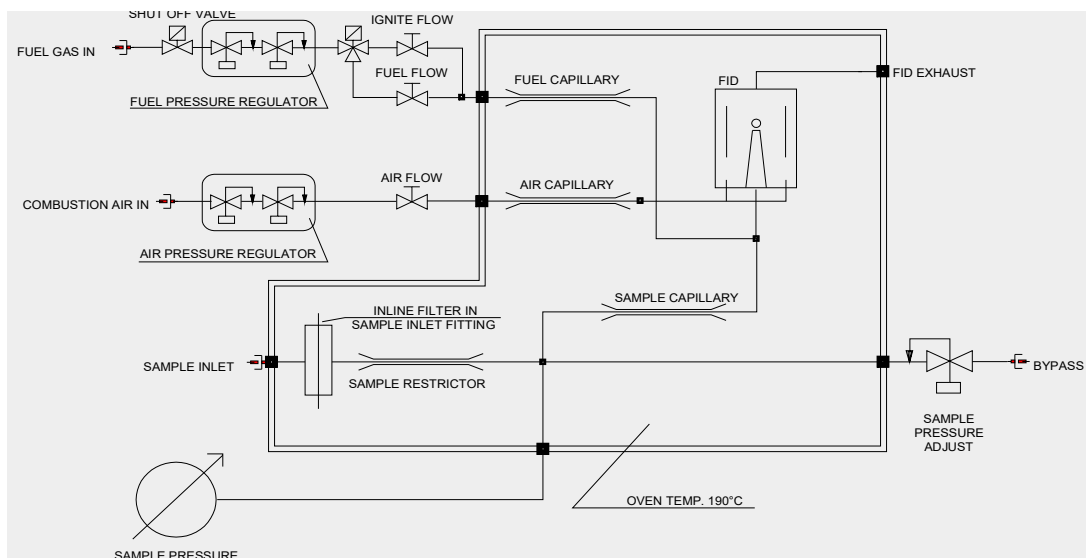 SHUT OFF VALVE
IGNITE FLOW
FUEL GAS IN
FUEL FLOW
FUEL CAPILLARY
FID
FID EXHAUST
FUEL PRESSURE REGULATOR
AIR FLOW
AIR CAPILLARY
COMBUSTION AIR IN
AIR PRESSURE REGULATOR
INLINE FILTER IN
SAMPLE INLET FITTING
SAMPLE CAPILLARY
SAMPLE INLET
SAMPLE RESTRICTOR
BYPASS
SAMPLE
PRESSURE
ADJUST
OVEN TEMP. 190°C
SAMPLE PRESSURE